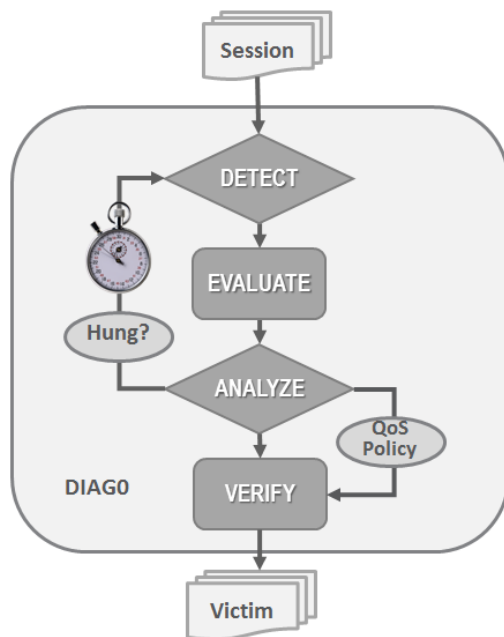 Session
DETECT
EVALUATE
Hung?
ANALYZE
QoS
Policy
DIAG0
VERIFY
Victim